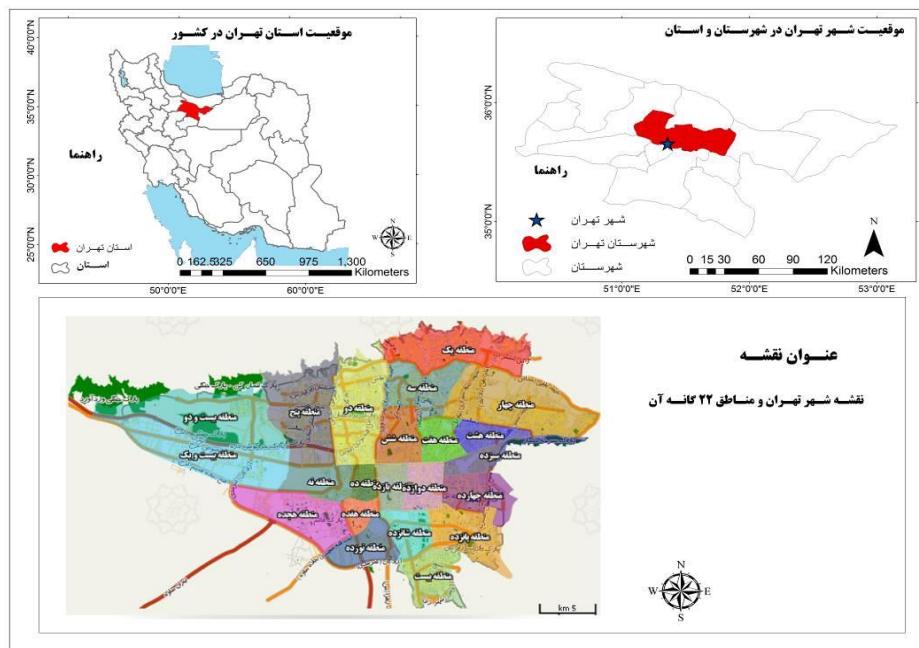 موقعیت استان تهران در کشور
40°0'0"N
35°0'0"N
30°0'0"N
25°0'0"N
راهنما
استان تهران
استان
N
W
E
S
0 162.5 325 650 975 1,300
Kilometers
50°0'0"E
60°0'0"E
موقعیت شهر تهران در شهرستان و استان
36°0'0"N
35°0'0"N
راهنما
شهر تهران
شهرستان تهران
شهرستان
N
0 15 30 60 90 120
Kilometers
51°0'0"E
52°0'0"E
53°0'0"E
عنوان نقشه
نقشه شهر تهران و مناطق ۲۲ گانه آن
منطقه یک
منطقه سه
منطقه چهار
منطقه دو
منطقه پنج
منطقه بیست و دو
منطقه شش
منطقه هفت
منطقه هشت
منطقه بیست و یک
منطقه سیزده
منطقه نه
منطقه ده
منطقه یازده
منطقه دوازده
منطقه چهارده
منطقه هجده
منطقه هفده
منطقه شانزده
منطقه پانزده
منطقه نوزده
منطقه بیست
km 5
N
W
E
S